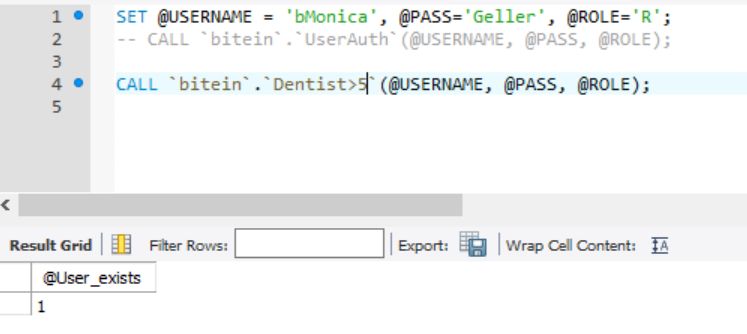 1 SET @USERNAME = 'bMonica', @PASS='Geller', @ROLE='R';
2 -- CALL `bitein`.`UserAuth`(@USERNAME, @PASS, @ROLE);
3
4 CALL `bitein`.`Dentist>5`(@USERNAME, @PASS, @ROLE);
5
Result Grid Filter Rows: Export: Wrap Cell Content: IA
@User_exists
1